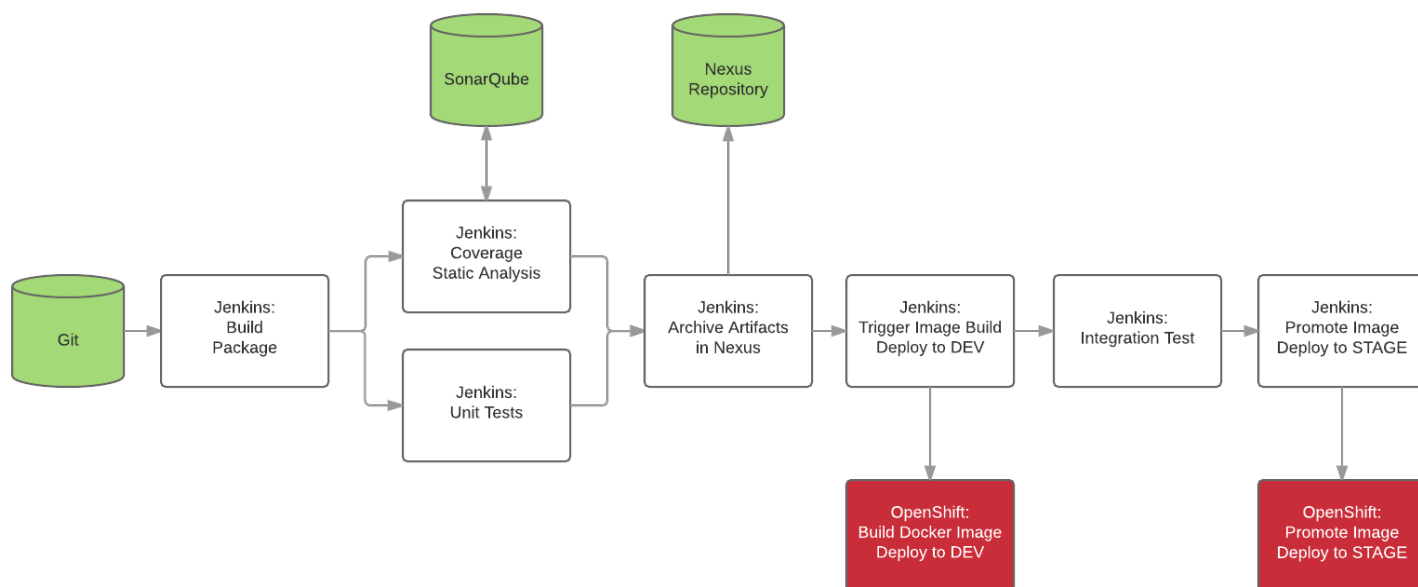 SonarQube
Nexus
Repository
Jenkins:
Coverage
Static Analysis
Git
Jenkins:
Build
Package
Jenkins:
Unit Tests
Jenkins:
Archive Artifacts
in Nexus
Jenkins:
Trigger Image Build
Deploy to DEV
Jenkins:
Integration Test
Jenkins:
Promote Image
Deploy to STAGE
OpenShift:
Build Docker Image
Deploy to DEV
OpenShift:
Promote Image
Deploy to STAGE